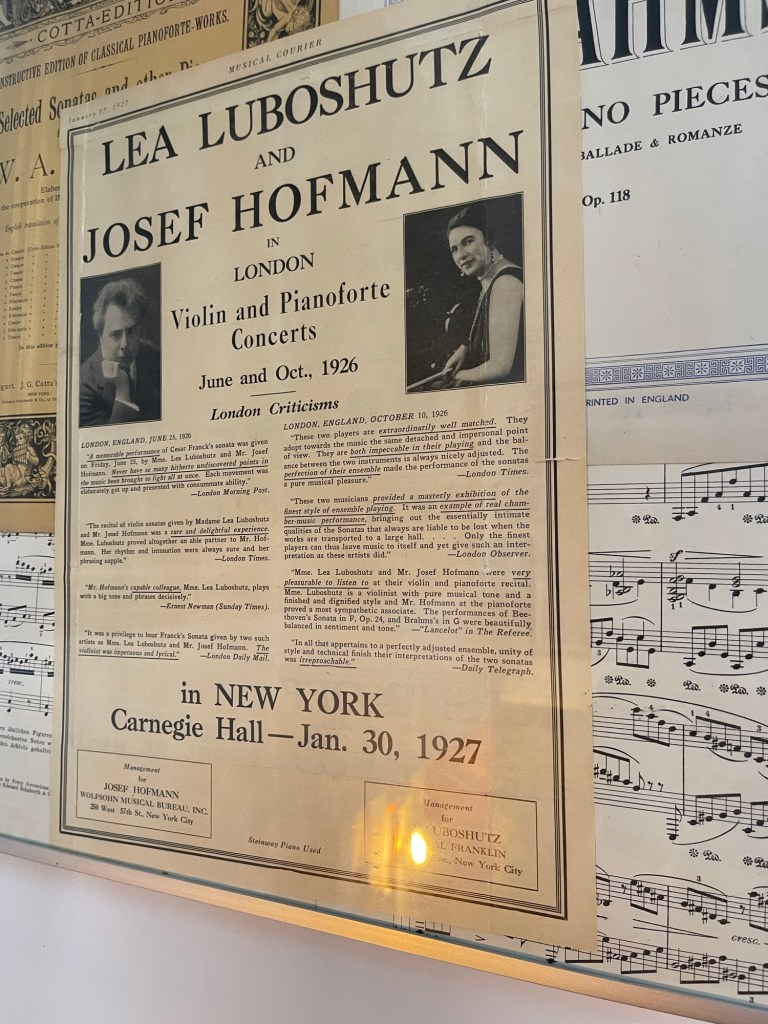 COTTA-EDITION
NSTRUCTIVE EDITION OF CLASSICAL PIANOFORTE-WORKS.
Selected Sonatas and other
W. A.
MUSICAL COURIER
January 15, 1927
LEA LUBOSHUTZ
AND
JOSEF HOFMANN
IN
LONDON
Violin and Pianoforte
Concerts
June and Oct., 1926
London Criticisms
LONDON, ENGLAND, JUNE 25, 1926
"A memorable performance of Cesar Franck's sonata was given
on Friday, June 25, by Mme. Lea Luboshutz and Mr. Josef
Hofmann. Never have so many hitherto undiscovered points in
the music been brought to light all at once. Each movement was
elaborately got up and presented with consummate ability."
—London Morning Post.
"The recital of violin sonatas given by Madame Lea Luboshutz
and Mr. Josef Hofmann was a rare and delightful experience.
Mme. Luboshutz proved altogether an able partner to Mr. Hof-
mann. Her rhythm and intonation were always sure and her
phrasing supple."
—London Times.
"Mr. Hofmann's capable colleague, Mme. Lea Luboshutz, plays
with a big tone and phrases decisively."
—Ernest Newman (Sunday Times).
"It was a privilege to hear Franck's Sonata given by two such
artists as Mme. Lea Luboshutz and Mr. Josef Hofmann. The
violinist was impetuous and lyrical."
—London Daily Mail.
LONDON, ENGLAND, OCTOBER 10, 1926
"These two players are extraordinarily well matched. They
adopt towards the music the same detached and impersonal point
of view. They are both impeccable in their playing and the bal-
ance between the two instruments is always nicely adjusted. The
perfection of their ensemble made the performance of the sonatas
a pure musical pleasure."
—London Times.
"These two musicians provided a masterly exhibition of the
finest style of ensemble playing. It was an example of real cham-
ber-music performance, bringing out the essentially intimate
qualities of the Sonatas that are always liable to be lost when the
works are transported to a large hall. . . . . Only the finest
players can thus leave music to itself and yet give such an inter-
pretation as these artists did."
—London Observer.
"Mme. Lea Luboshutz and Mr. Josef Hofmann were very
pleasurable to listen to at their violin and pianoforte recital.
Mme. Luboshutz is a violinist with pure musical tone and a
finished and dignified style and Mr. Hofmann at the pianoforte
proved a most sympathetic associate. The performances of Bee-
thoven's Sonata in F, Op. 24, and Brahms's in G were beautifully
balanced in sentiment and tone." —"Lancelot" in The Referee.
"In all that appertains to a perfectly adjusted ensemble, unity of
style and technical finish their interpretations of the two sonatas
was irreproachable."
—Daily Telegraph.
in NEW YORK
Carnegie Hall—Jan. 30, 1927
Management
for
JOSEF HOFMANN
WOLFSOHN MUSICAL BUREAU, INC.
250 West 57th St., New York City
Steinway Piano Used
Management
for
UBOSHUTZ
M. FRANKLIN
New York City
AHM
NO PIECES
BALLADE & ROMANZE
Op. 118
RINTED IN ENGLAND
cresc.
cresc.